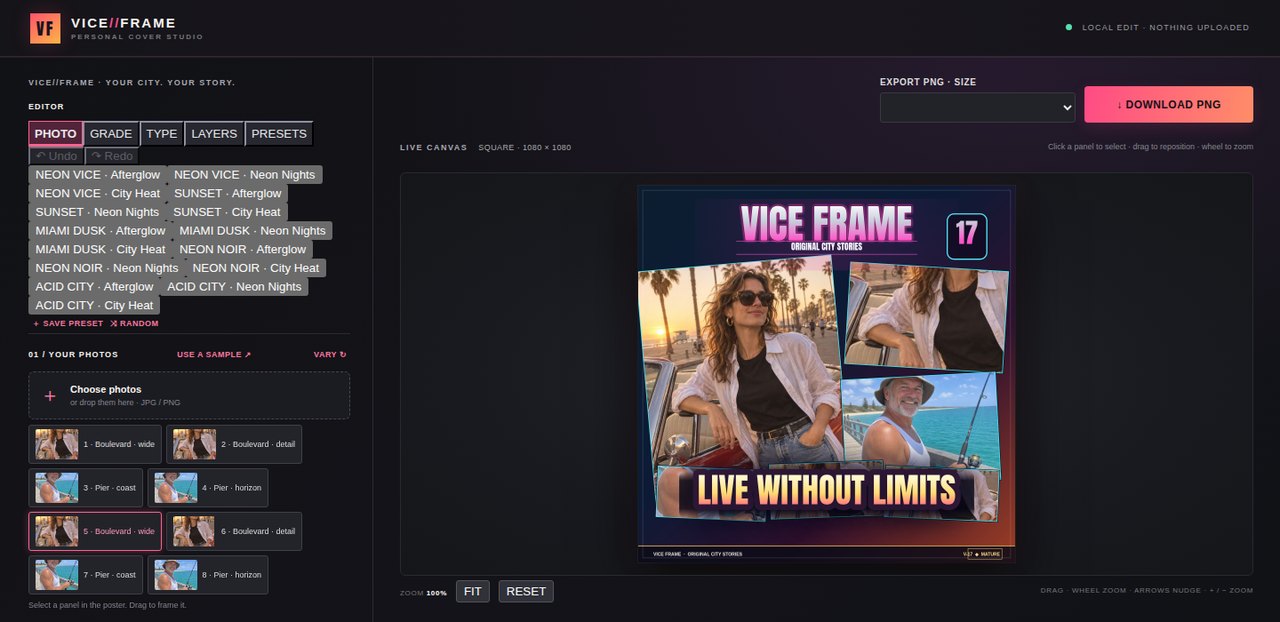 VF
VICE//FRAME
PERSONAL COVER STUDIO
LOCAL EDIT · NOTHING UPLOADED
VICE//FRAME · YOUR CITY. YOUR STORY.
EDITOR
PHOTO GRADE TYPE LAYERS PRESETS
↶ Undo ↷ Redo
NEON VICE · Afterglow NEON VICE · Neon Nights
NEON VICE · City Heat SUNSET · Afterglow
SUNSET · Neon Nights SUNSET · City Heat
MIAMI DUSK · Afterglow MIAMI DUSK · Neon Nights
MIAMI DUSK · City Heat NEON NOIR · Afterglow
NEON NOIR · Neon Nights NEON NOIR · City Heat
ACID CITY · Afterglow ACID CITY · Neon Nights
ACID CITY · City Heat
+ SAVE PRESET ⤨ RANDOM
01 / YOUR PHOTOS USE A SAMPLE ↗ VARY ↻
+ Choose photos
or drop them here · JPG / PNG
1 · Boulevard · wide 2 · Boulevard · detail
3 · Pier · coast 4 · Pier · horizon
5 · Boulevard · wide 6 · Boulevard · detail
7 · Pier · coast 8 · Pier · horizon
Select a panel in the poster. Drag to frame it.
EXPORT PNG · SIZE
↓ DOWNLOAD PNG
LIVE CANVAS SQUARE · 1080 × 1080
Click a panel to select · drag to reposition · wheel to zoom
VICE FRAME
ORIGINAL CITY STORIES
17
LIVE WITHOUT LIMITS
VICE FRAME · ORIGINAL CITY STORIES
◆ MATURE
ZOOM 100% FIT RESET
DRAG · WHEEL ZOOM · ARROWS NUDGE · + / − ZOOM